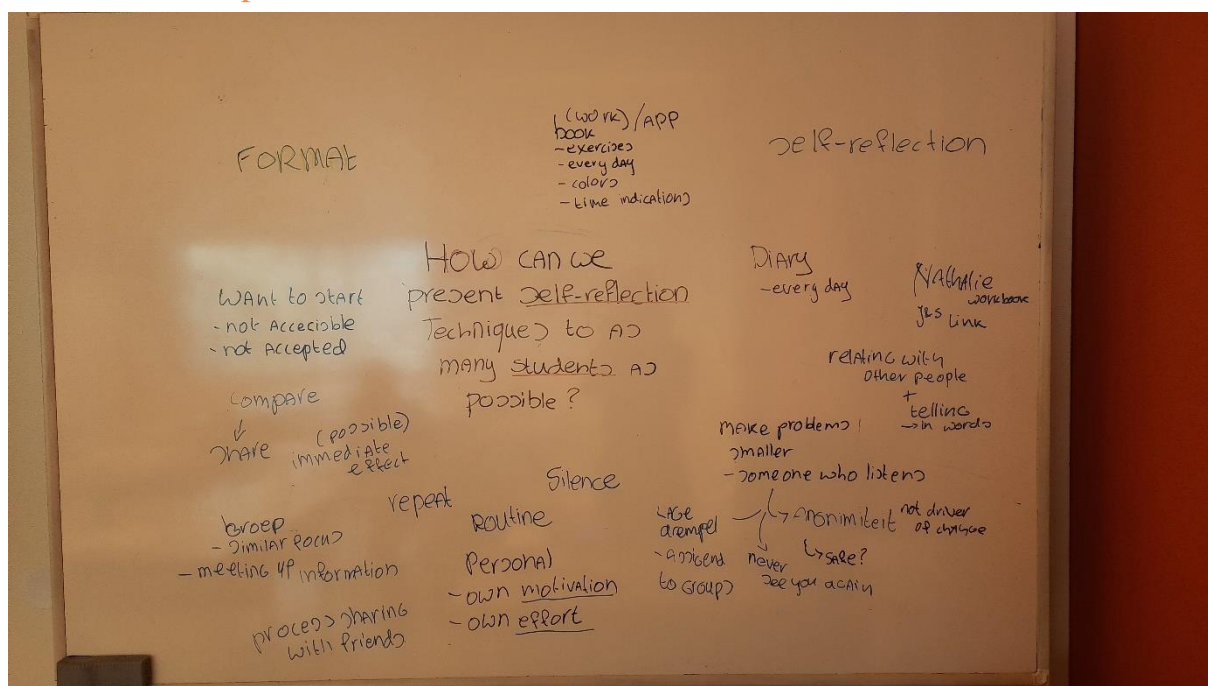 FORMAT
(work)/APP
book
- exercises
- every day
- colors
- time indications
self-reflection
How can we
present self-reflection
Techniques to as
many students as
possible?
Want to start
- not Accecisble
- not Accepted
compare
share
(possible)
immediate
effect
repeat
Silence
Groep
- similar focus
- meeting up information
process sharing
with friends
Routine
Personal
- own motivation
- own effort
Diary
- every day
Nathalie
workbook
Link
relating with
other people
+
telling
in words
make problems
smaller
- someone who listens
Anonimiteit
not driver
of change
safe?
never
see you again
Lage
drempel
- assigend
to groups